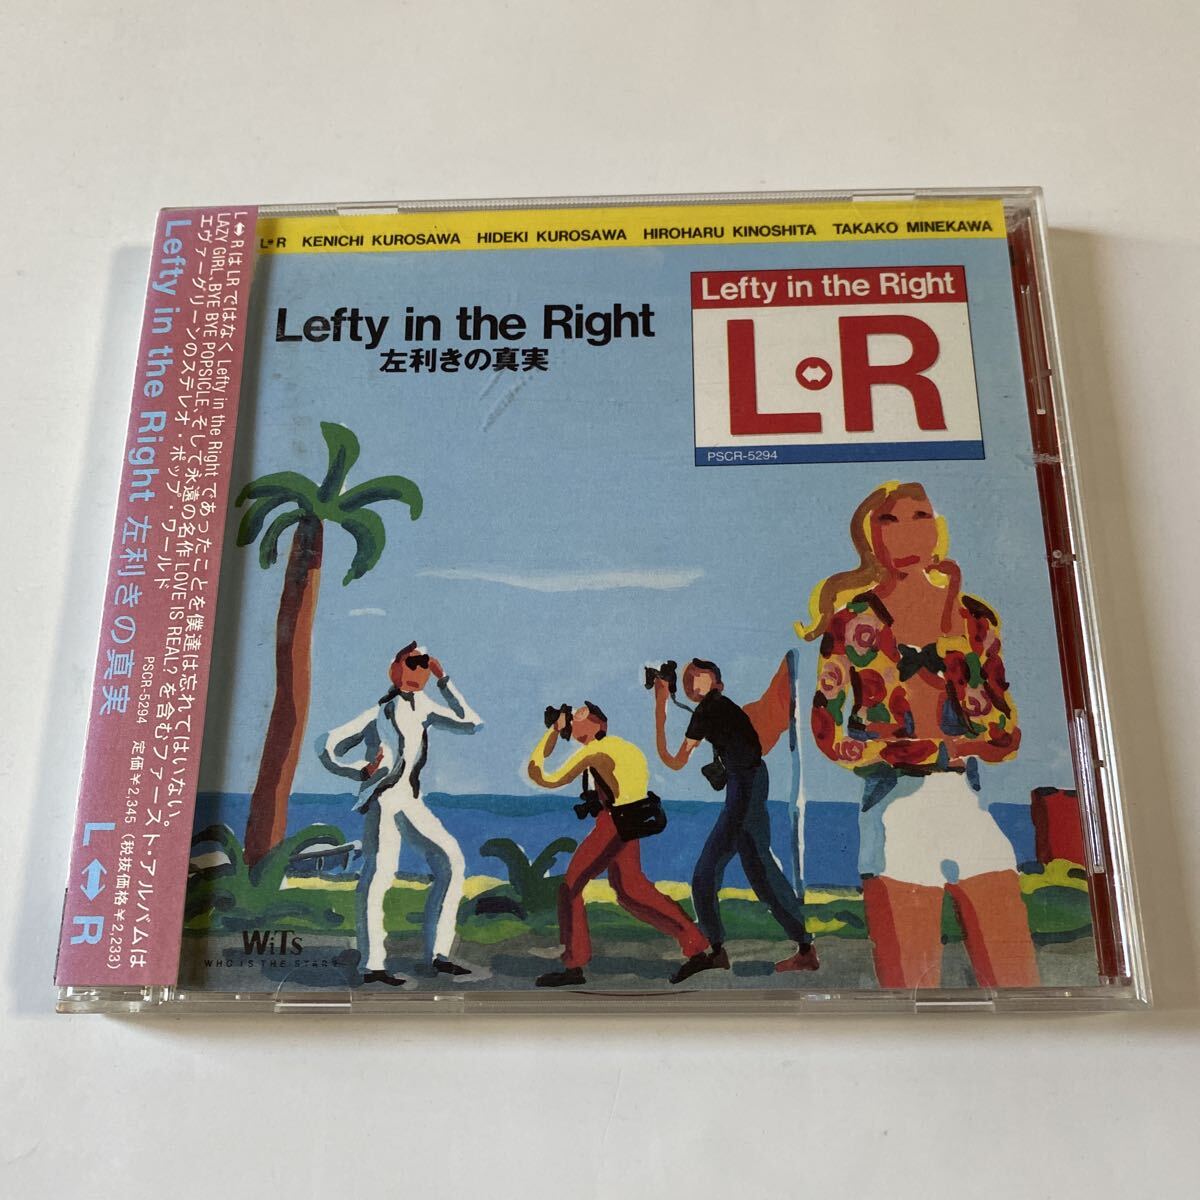 L⇔R KENICHI KUROSAWA HIDEKI KUROSAWA HIROHARU KINOSHITA TAKAKO MINEKAWA
Lefty in the Right
左利きの真実
Lefty in the Right
L⇔R
PSCR-5294
WiTs
WHO IS THE STAR?
L⇔RはLRではなくLefty in the Rightであったことを僕達は忘れてはいない。
LAZY GIRL、BYE BYE POPSICLE、そして永遠の名作LOVE IS REAL?を含むファースト・アルバムは
エヴァーグリーンのステレオ・ポップ・ワールド
Lefty in the Right 左利きの真実
PSCR-5294 定価¥2,345（税抜価格¥2,233）
L⇔R